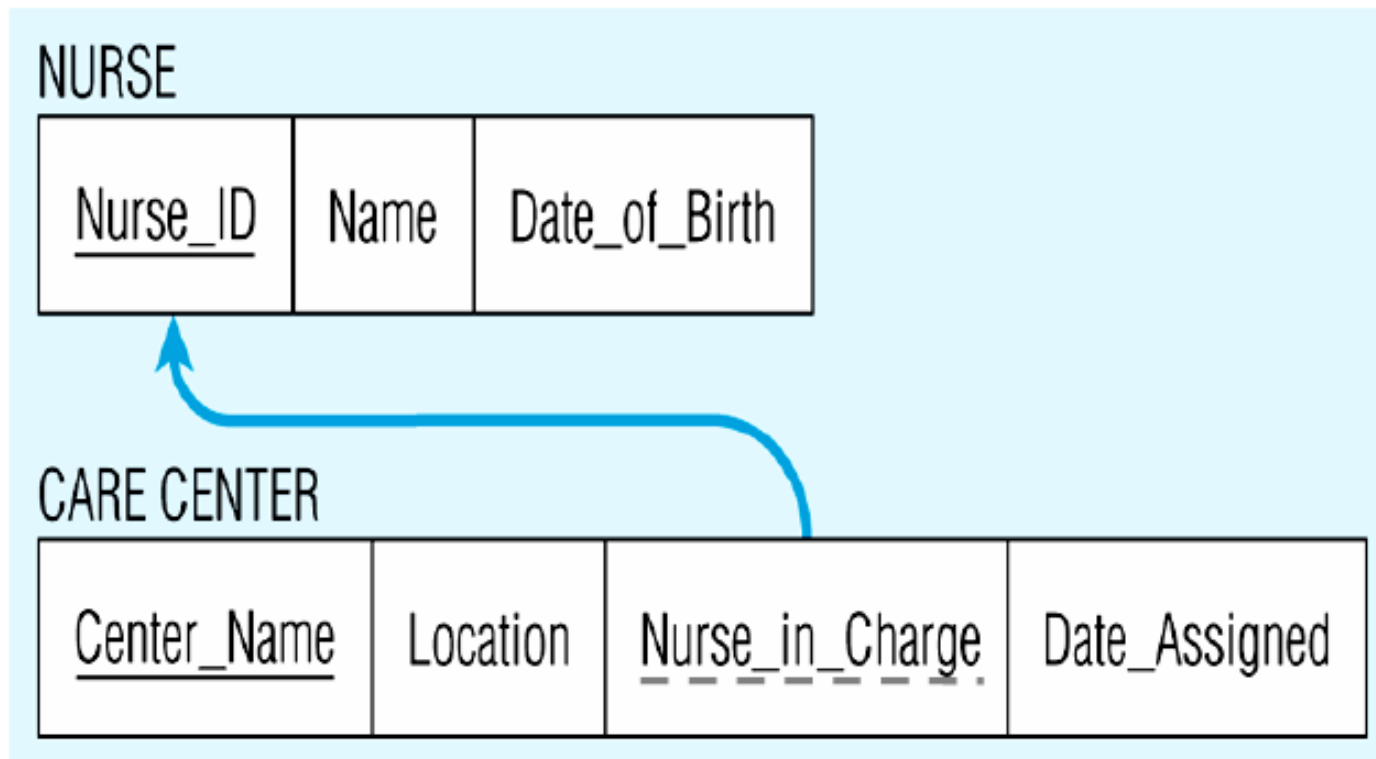 NURSE
Nurse_ID Name Date_of_Birth
CARE CENTER
Center_Name Location Nurse_in_Charge Date_Assigned